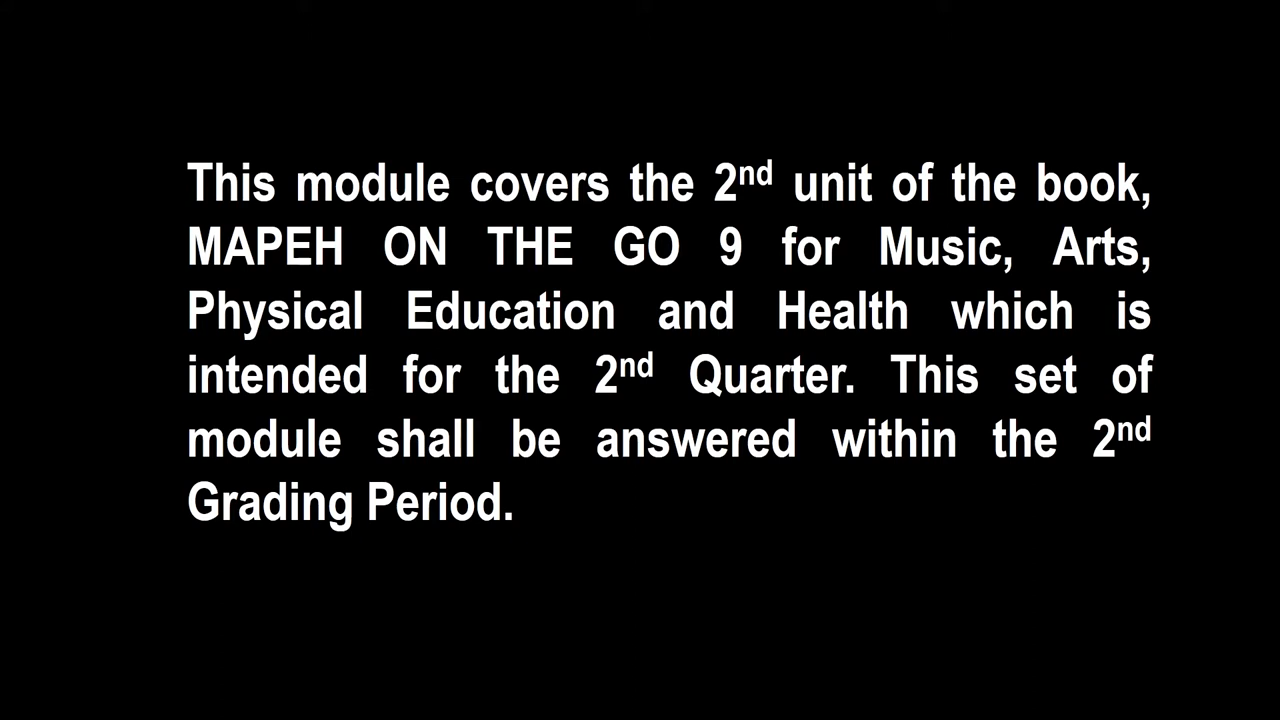 This module covers the 2nd unit of the book,
MAPEH ON THE GO 9 for Music, Arts,
Physical Education and Health which is
intended for the 2nd Quarter. This set of
module shall be answered within the 2nd
Grading Period.